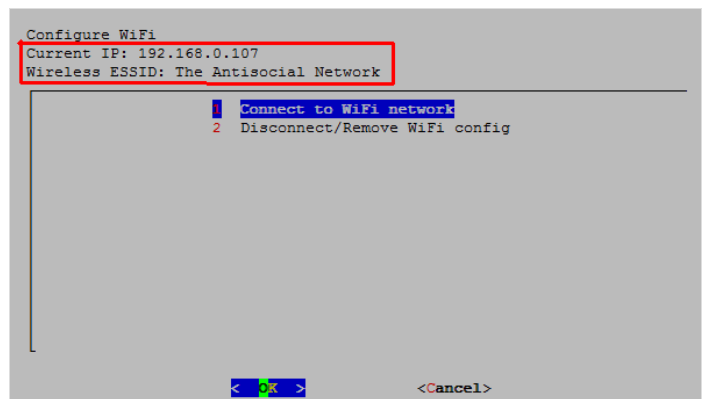 Configure WiFi
Current IP: 192.168.0.107
Wireless ESSID: The Antisocial Network
1 Connect to WiFi network
2 Disconnect/Remove WiFi config
< OK > <Cancel>